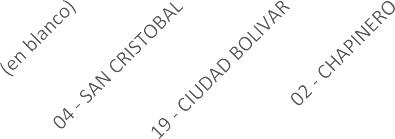 (en blanco)
04 - SAN CRISTOBAL
19 - CIUDAD BOLIVAR
02 - CHAPINERO